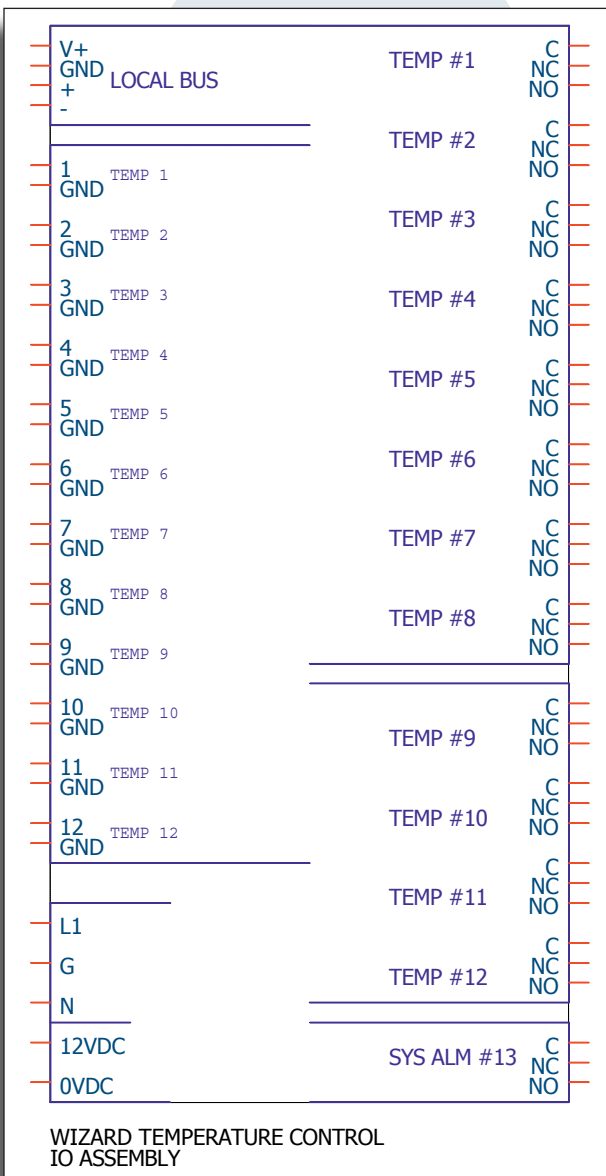 V+
GND
+
-
LOCAL BUS
1
GND
TEMP 1
2
GND
TEMP 2
3
GND
TEMP 3
4
GND
TEMP 4
5
GND
TEMP 5
6
GND
TEMP 6
7
GND
TEMP 7
8
GND
TEMP 8
9
GND
TEMP 9
10
GND
TEMP 10
11
GND
TEMP 11
12
GND
TEMP 12
L1
G
N
12VDC
0VDC
TEMP #1
C
NC
NO
TEMP #2
C
NC
NO
TEMP #3
C
NC
NO
TEMP #4
C
NC
NO
TEMP #5
C
NC
NO
TEMP #6
C
NC
NO
TEMP #7
C
NC
NO
TEMP #8
C
NC
NO
TEMP #9
C
NC
NO
TEMP #10
C
NC
NO
TEMP #11
C
NC
NO
TEMP #12
C
NC
NO
SYS ALM #13
C
NC
NO
WIZARD TEMPERATURE CONTROL
IO ASSEMBLY